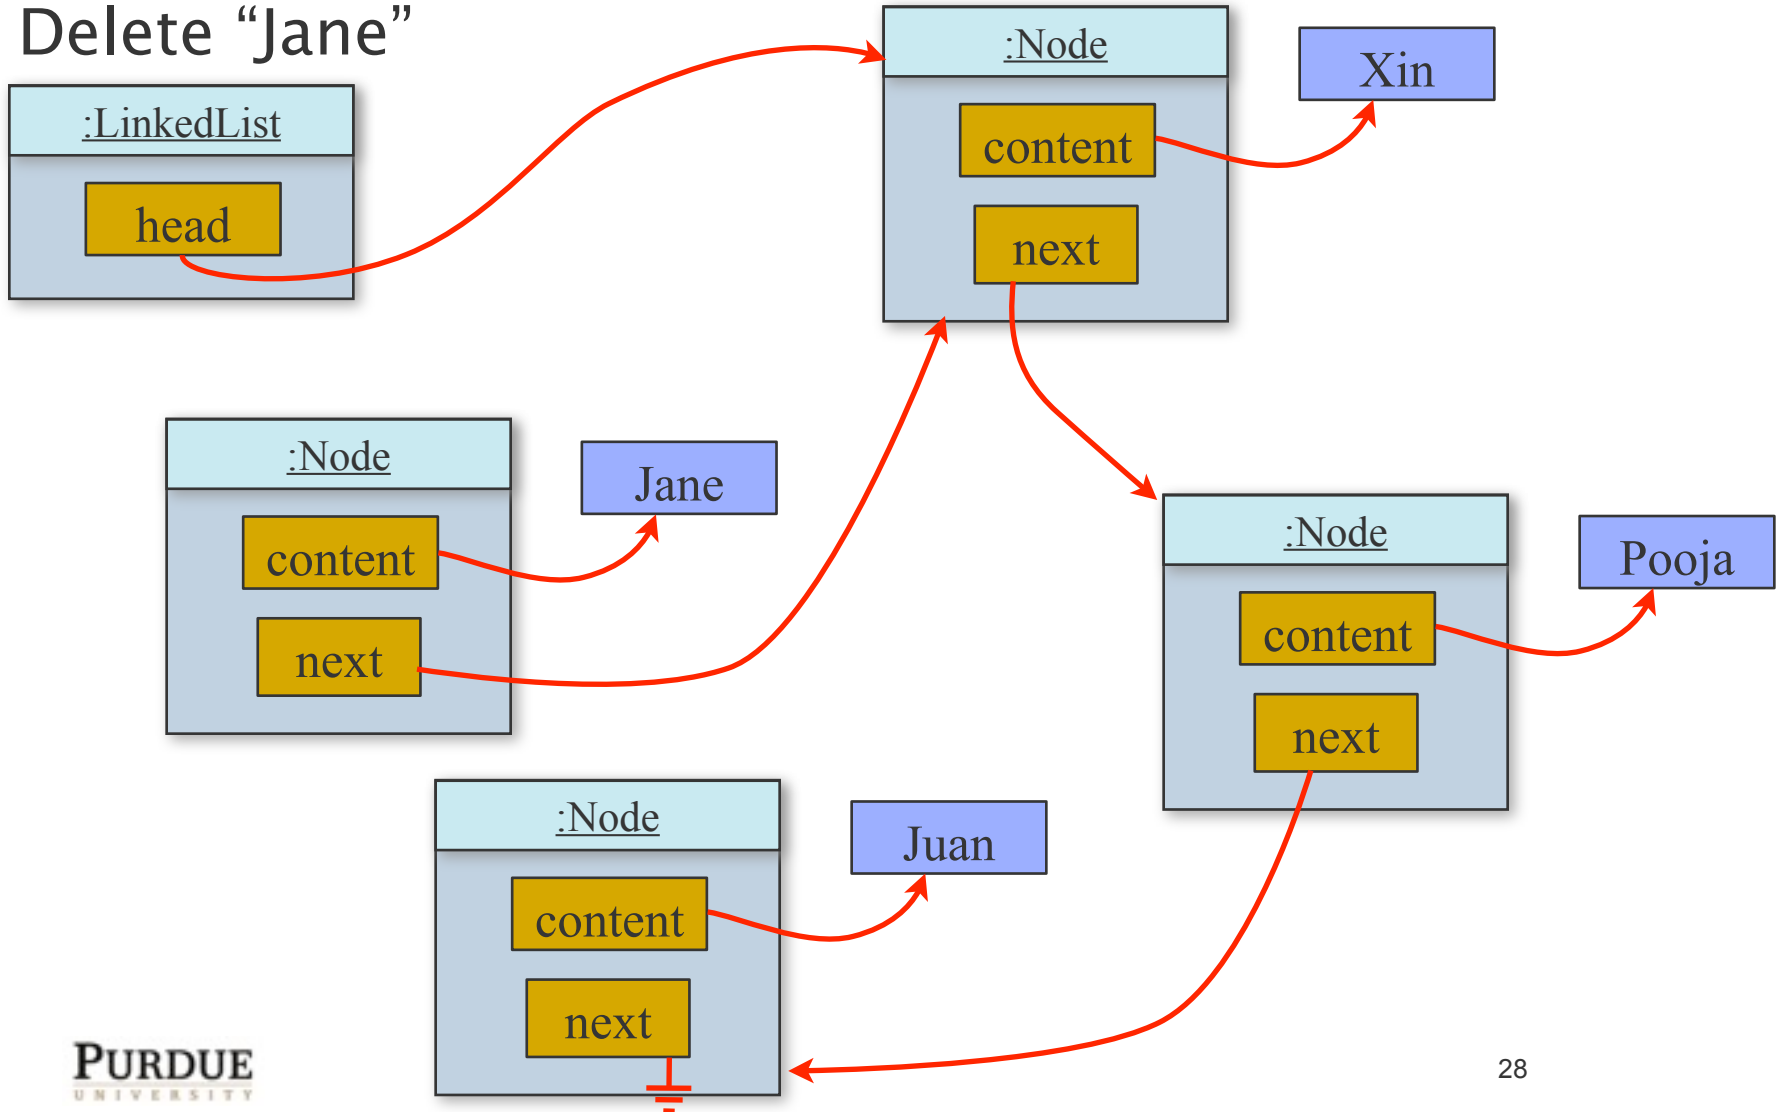 Delete “Jane”
:LinkedList
head
:Node
content
next
Xin
:Node
content
next
Jane
:Node
content
next
Pooja
:Node
content
next
Juan
PURDUE
UNIVERSITY
28